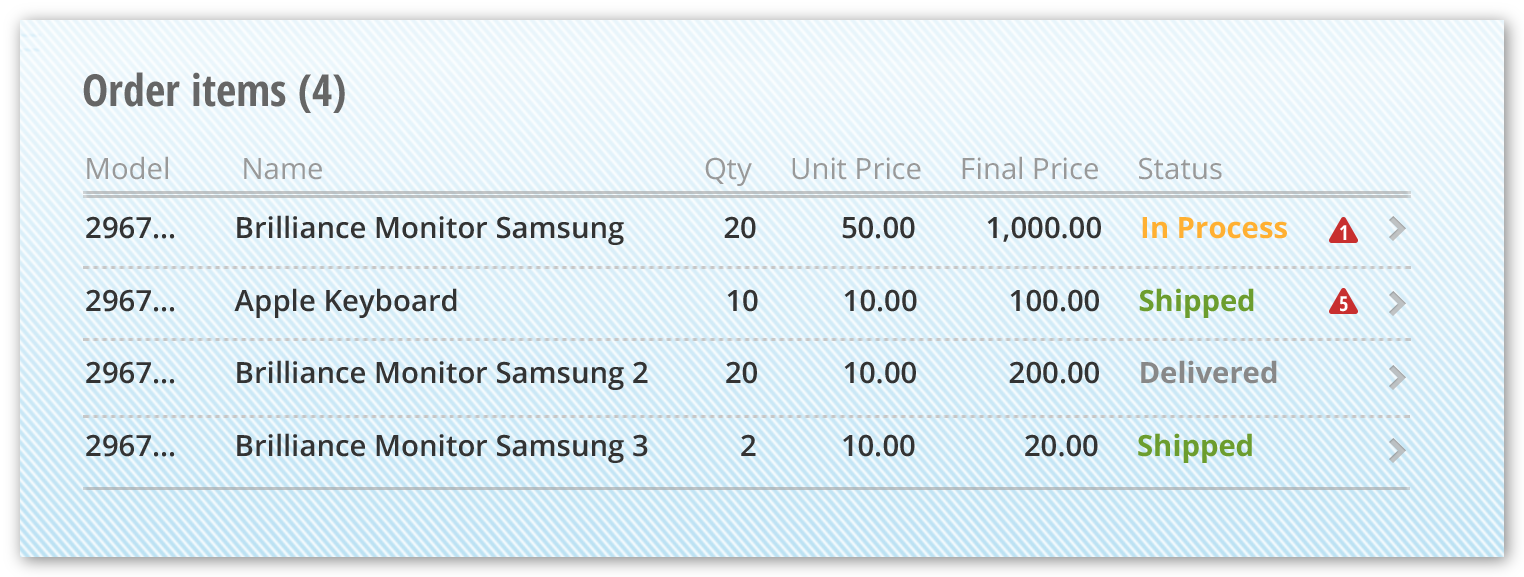 Order items (4)
Model Name Qty Unit Price Final Price Status
2967... Brilliance Monitor Samsung 20 50.00 1,000.00 In Process 1
2967... Apple Keyboard 10 10.00 100.00 Shipped 5
2967... Brilliance Monitor Samsung 2 20 10.00 200.00 Delivered
2967... Brilliance Monitor Samsung 3 2 10.00 20.00 Shipped